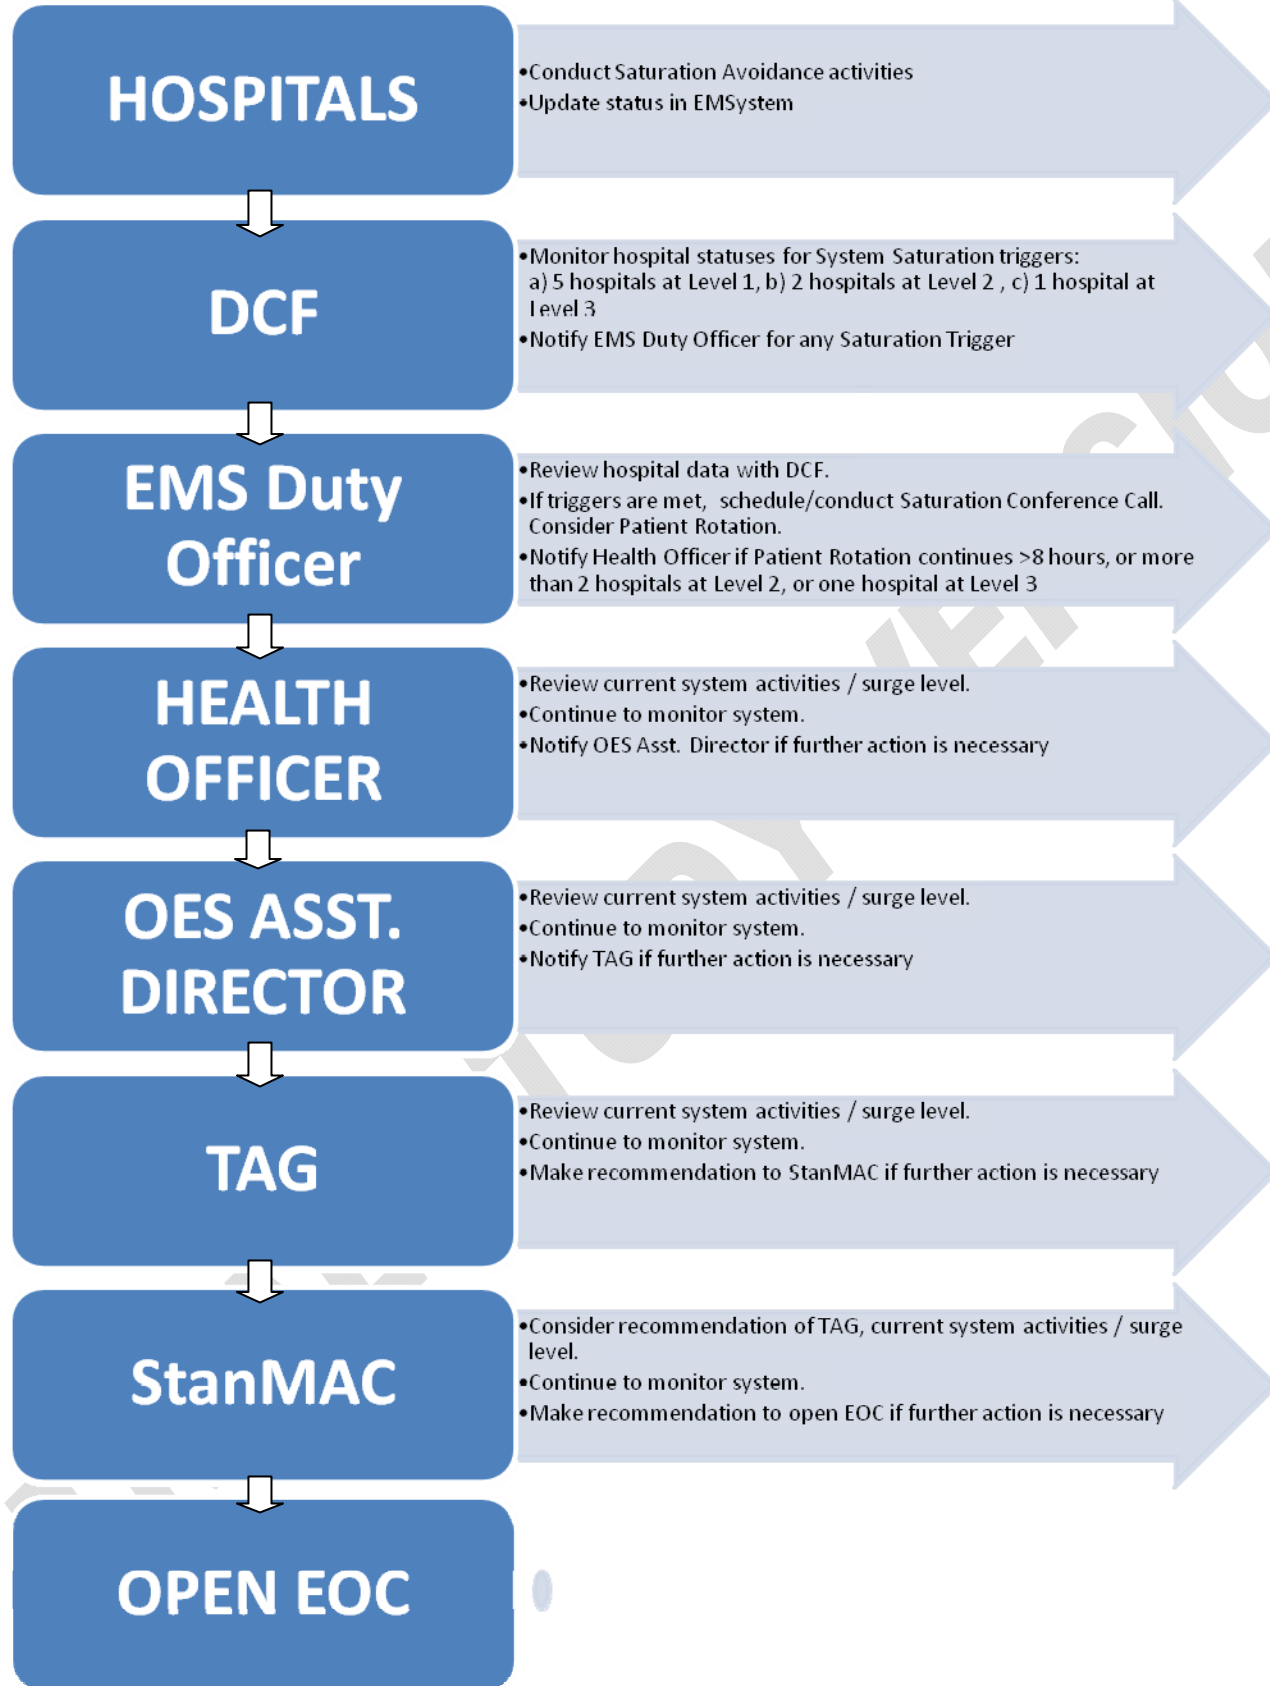 HOSPITALS
•Conduct Saturation Avoidance activities
•Update status in EMSystem
DCF
•Monitor hospital statuses for System Saturation triggers:
a) 5 hospitals at Level 1, b) 2 hospitals at Level 2 , c) 1 hospital at
Level 3
•Notify EMS Duty Officer for any Saturation Trigger
EMS Duty
Officer
•Review hospital data with DCF.
•If triggers are met, schedule/conduct Saturation Conference Call.
Consider Patient Rotation.
•Notify Health Officer if Patient Rotation continues >8 hours, or more
than 2 hospitals at Level 2, or one hospital at Level 3
HEALTH
OFFICER
•Review current system activities / surge level.
•Continue to monitor system.
•Notify OES Asst. Director if further action is necessary
OES ASST.
DIRECTOR
•Review current system activities / surge level.
•Continue to monitor system.
•Notify TAG if further action is necessary
TAG
•Review current system activities / surge level.
•Continue to monitor system.
•Make recommendation to StanMAC if further action is necessary
StanMAC
•Consider recommendation of TAG, current system activities / surge
level.
•Continue to monitor system.
•Make recommendation to open EOC if further action is necessary
OPEN EOC